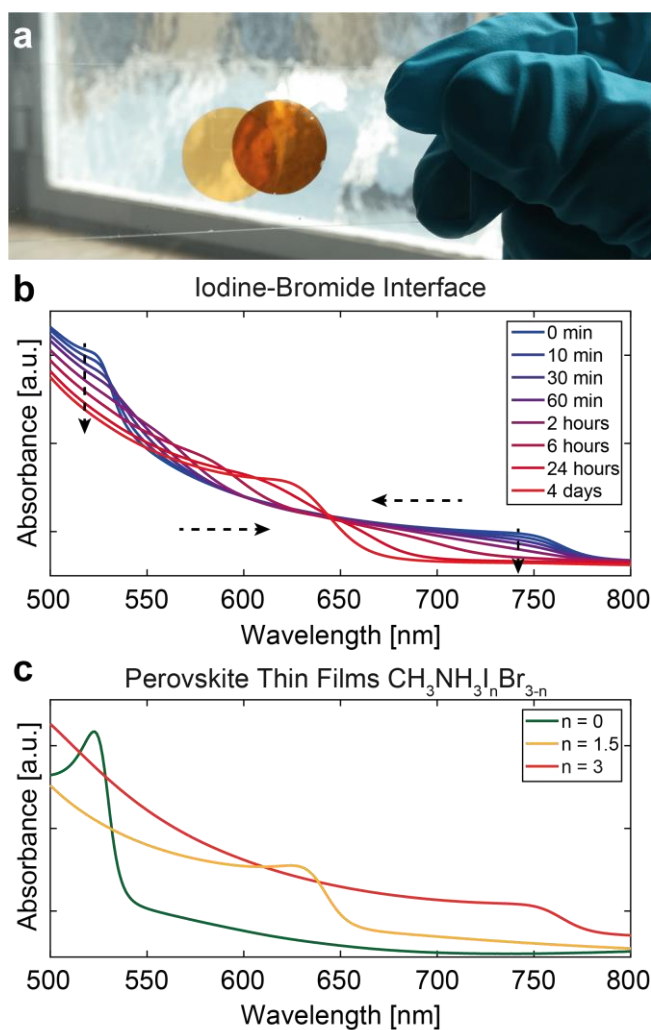 a
b
Iodine-Bromide Interface
Absorbance [a.u.]
0 min
10 min
30 min
60 min
2 hours
6 hours
24 hours
4 days
500 550 600 650 700 750 800
Wavelength [nm]
c
Perovskite Thin Films CH₃NH₃IₙBr₃₋ₙ
Absorbance [a.u.]
n = 0
n = 1.5
n = 3
500 550 600 650 700 750 800
Wavelength [nm]